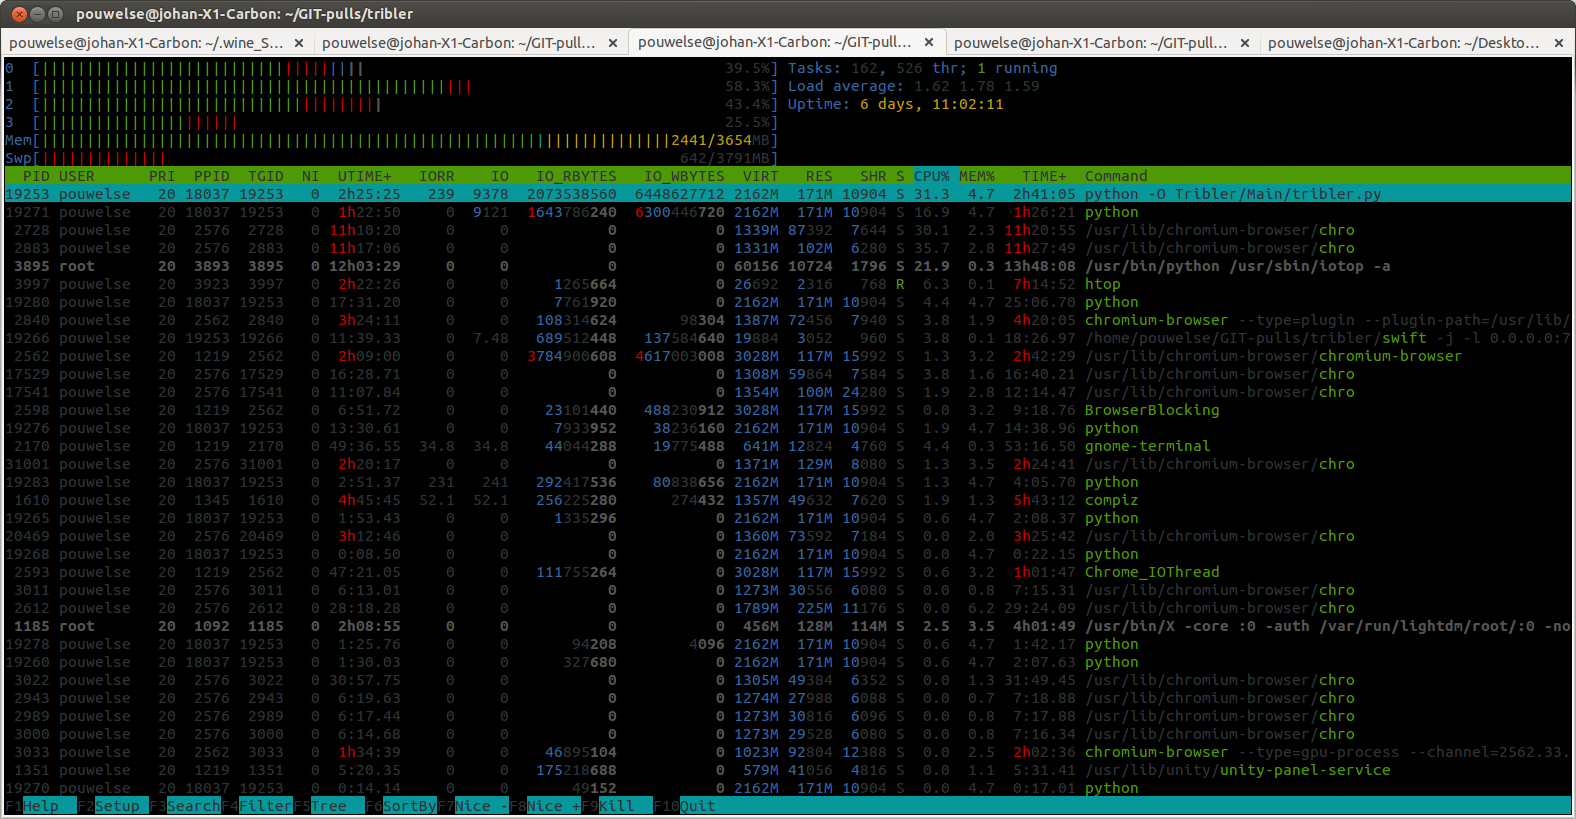 pouwelse@johan-X1-Carbon: ~/GIT-pulls/tribler
pouwelse@johan-X1-Carbon: ~/.wine_S... × pouwelse@johan-X1-Carbon: ~/GIT-pull... × pouwelse@johan-X1-Carbon: ~/GIT-pull... × pouwelse@johan-X1-Carbon: ~/GIT-pull... × pouwelse@johan-X1-Carbon: ~/Deskto... ×
0 [ 39.5%] Tasks: 162, 526 thr; 1 running
1 [ 58.3%] Load average: 1.62 1.78 1.59
2 [ 43.4%] Uptime: 6 days, 11:02:11
3 [ 25.5%]
Mem[ 2441/3654MB]
Swp[ 642/3791MB]
PID USER PRI PPID TGID NI UTIME+ IORR IO IO_RBYTES IO_WBYTES VIRT RES SHR S CPU% MEM% TIME+ Command
19253 pouwelse 20 18037 19253 0 2h25:25 239 9378 2073538560 6448627712 2162M 171M 10904 S 31.3 4.7 2h41:05 python -O Tribler/Main/tribler.py
19271 pouwelse 20 18037 19253 0 1h22:50 0 9121 1643786240 6300446720 2162M 171M 10904 S 16.9 4.7 1h26:21 python
2728 pouwelse 20 2576 2728 0 11h10:20 0 0 0 0 1339M 87392 7644 S 30.1 2.3 11h20:55 /usr/lib/chromium-browser/chro
2883 pouwelse 20 2576 2883 0 11h17:06 0 0 0 0 1331M 102M 6280 S 35.7 2.8 11h27:49 /usr/lib/chromium-browser/chro
3895 root 20 3893 3895 0 12h03:29 0 0 0 0 60156 10724 1796 S 21.9 0.3 13h48:08 /usr/bin/python /usr/sbin/iotop -a
3997 pouwelse 20 3923 3997 0 2h22:26 0 0 1265664 0 26692 2316 768 R 6.3 0.1 7h14:52 htop
19280 pouwelse 20 18037 19253 0 17:31.20 0 0 7761920 0 2162M 171M 10904 S 4.4 4.7 25:06.70 python
2840 pouwelse 20 2562 2840 0 3h24:11 0 0 108314624 98304 1387M 72456 7940 S 3.8 1.9 4h20:05 chromium-browser --type=plugin --plugin-path=/usr/lib/
19266 pouwelse 20 19253 19266 0 11:39.33 0 7.48 689512448 137584640 19884 3052 960 S 3.8 0.1 18:26.97 /home/pouwelse/GIT-pulls/tribler/swift -j -l 0.0.0.0:7
2562 pouwelse 20 1219 2562 0 2h09:00 0 0 3784900608 4617003008 3028M 117M 15992 S 1.3 3.2 2h42:29 /usr/lib/chromium-browser/chromium-browser
17529 pouwelse 20 2576 17529 0 16:28.71 0 0 0 0 1308M 59864 7584 S 3.8 1.6 16:40.21 /usr/lib/chromium-browser/chro
17541 pouwelse 20 2576 17541 0 11:07.84 0 0 0 0 1354M 100M 24280 S 1.9 2.8 12:14.47 /usr/lib/chromium-browser/chro
2598 pouwelse 20 1219 2562 0 6:51.72 0 0 23101440 488230912 3028M 117M 15992 S 0.0 3.2 9:18.76 BrowserBlocking
19276 pouwelse 20 18037 19253 0 13:30.61 0 0 7933952 38236160 2162M 171M 10904 S 1.9 4.7 14:38.96 python
2170 pouwelse 20 1219 2170 0 49:36.55 34.8 34.8 44044288 19775488 641M 12824 4760 S 4.4 0.3 53:16.50 gnome-terminal
31001 pouwelse 20 2576 31001 0 2h20:17 0 0 0 0 1371M 129M 8080 S 1.3 3.5 2h24:41 /usr/lib/chromium-browser/chro
19283 pouwelse 20 18037 19253 0 2:51.37 231 241 292417536 80838656 2162M 171M 10904 S 1.3 4.7 4:05.70 python
1610 pouwelse 20 1345 1610 0 4h45:45 52.1 52.1 256225280 274432 1357M 49632 7620 S 1.9 1.3 5h43:12 compiz
19265 pouwelse 20 18037 19253 0 1:53.43 0 0 1335296 0 2162M 171M 10904 S 0.6 4.7 2:08.37 python
20469 pouwelse 20 2576 20469 0 3h12:46 0 0 0 0 1360M 73592 7184 S 0.0 2.0 3h25:42 /usr/lib/chromium-browser/chro
19268 pouwelse 20 18037 19253 0 0:08.50 0 0 0 0 2162M 171M 10904 S 0.0 4.7 0:22.15 python
2593 pouwelse 20 1219 2562 0 47:21.05 0 0 111755264 0 3028M 117M 15992 S 0.6 3.2 1h01:47 Chrome_IOThread
3011 pouwelse 20 2576 3011 0 6:13.01 0 0 0 0 1273M 30556 6080 S 0.0 0.8 7:15.31 /usr/lib/chromium-browser/chro
2612 pouwelse 20 2576 2612 0 28:18.28 0 0 0 0 1789M 225M 11176 S 0.0 6.2 29:24.09 /usr/lib/chromium-browser/chro
1185 root 20 1092 1185 0 2h08:55 0 0 0 0 456M 128M 114M S 2.5 3.5 4h01:49 /usr/bin/X -core :0 -auth /var/run/lightdm/root/:0 -no
19278 pouwelse 20 18037 19253 0 1:25.76 0 0 94208 4096 2162M 171M 10904 S 0.6 4.7 1:42.17 python
19260 pouwelse 20 18037 19253 0 1:30.03 0 0 327680 0 2162M 171M 10904 S 0.0 4.7 2:07.63 python
3022 pouwelse 20 2576 3022 0 30:57.75 0 0 0 0 1305M 49384 6352 S 0.0 1.3 31:49.45 /usr/lib/chromium-browser/chro
2943 pouwelse 20 2576 2943 0 6:19.63 0 0 0 0 1274M 27988 6088 S 0.0 0.7 7:18.88 /usr/lib/chromium-browser/chro
2989 pouwelse 20 2576 2989 0 6:17.44 0 0 0 0 1273M 30816 6096 S 0.0 0.8 7:17.88 /usr/lib/chromium-browser/chro
3000 pouwelse 20 2576 3000 0 6:14.68 0 0 0 0 1273M 29528 6080 S 0.0 0.8 7:16.34 /usr/lib/chromium-browser/chro
3033 pouwelse 20 2562 3033 0 1h34:39 0 0 46895104 0 1023M 92804 12388 S 0.0 2.5 2h02:36 chromium-browser --type=gpu-process --channel=2562.33.
1351 pouwelse 20 1219 1351 0 5:20.35 0 0 175218688 0 579M 41056 4816 S 0.0 1.1 5:31.41 /usr/lib/unity/unity-panel-service
19270 pouwelse 20 18037 19253 0 0:14.14 0 0 49152 0 2162M 171M 10904 S 0.0 4.7 0:17.01 python
F1Help F2Setup F3SearchF4FilterF5Tree F6SortByF7Nice -F8Nice +F9Kill F10Quit